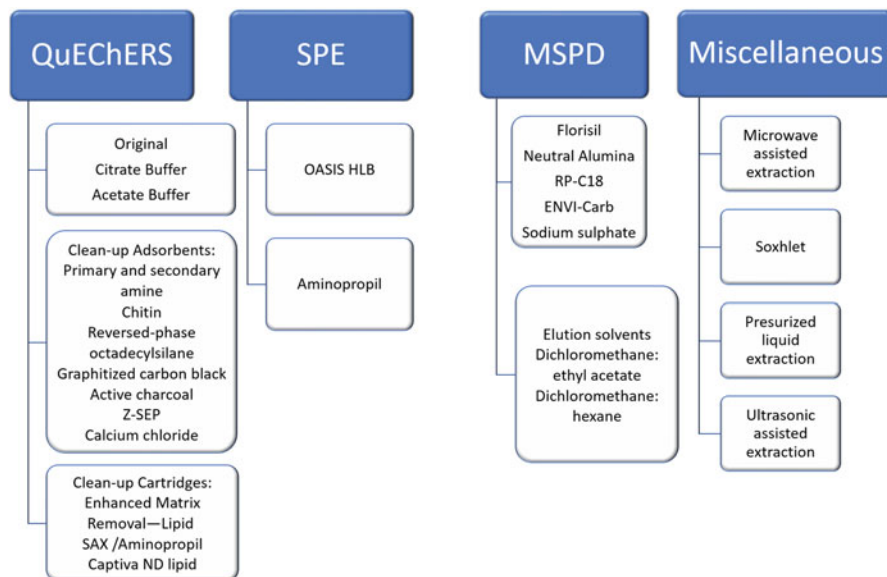 QuEChERS
Original
Citrate Buffer
Acetate Buffer
Clean-up Adsorbents:
Primary and secondary
amine
Chitin
Reversed-phase
octadecylsilane
Graphitized carbon black
Active charcoal
Z-SEP
Calcium chloride
Clean-up Cartridges:
Enhanced Matrix
Removal—Lipid
SAX /Aminopropil
Captiva ND lipid
SPE
OASIS HLB
Aminopropil
MSPD
Florisil
Neutral Alumina
RP-C18
ENVI-Carb
Sodium sulphate
Elution solvents
Dichloromethane:
ethyl acetate
Dichloromethane:
hexane
Miscellaneous
Microwave
assisted
extraction
Soxhlet
Presurized
liquid
extraction
Ultrasonic
assisted
extraction